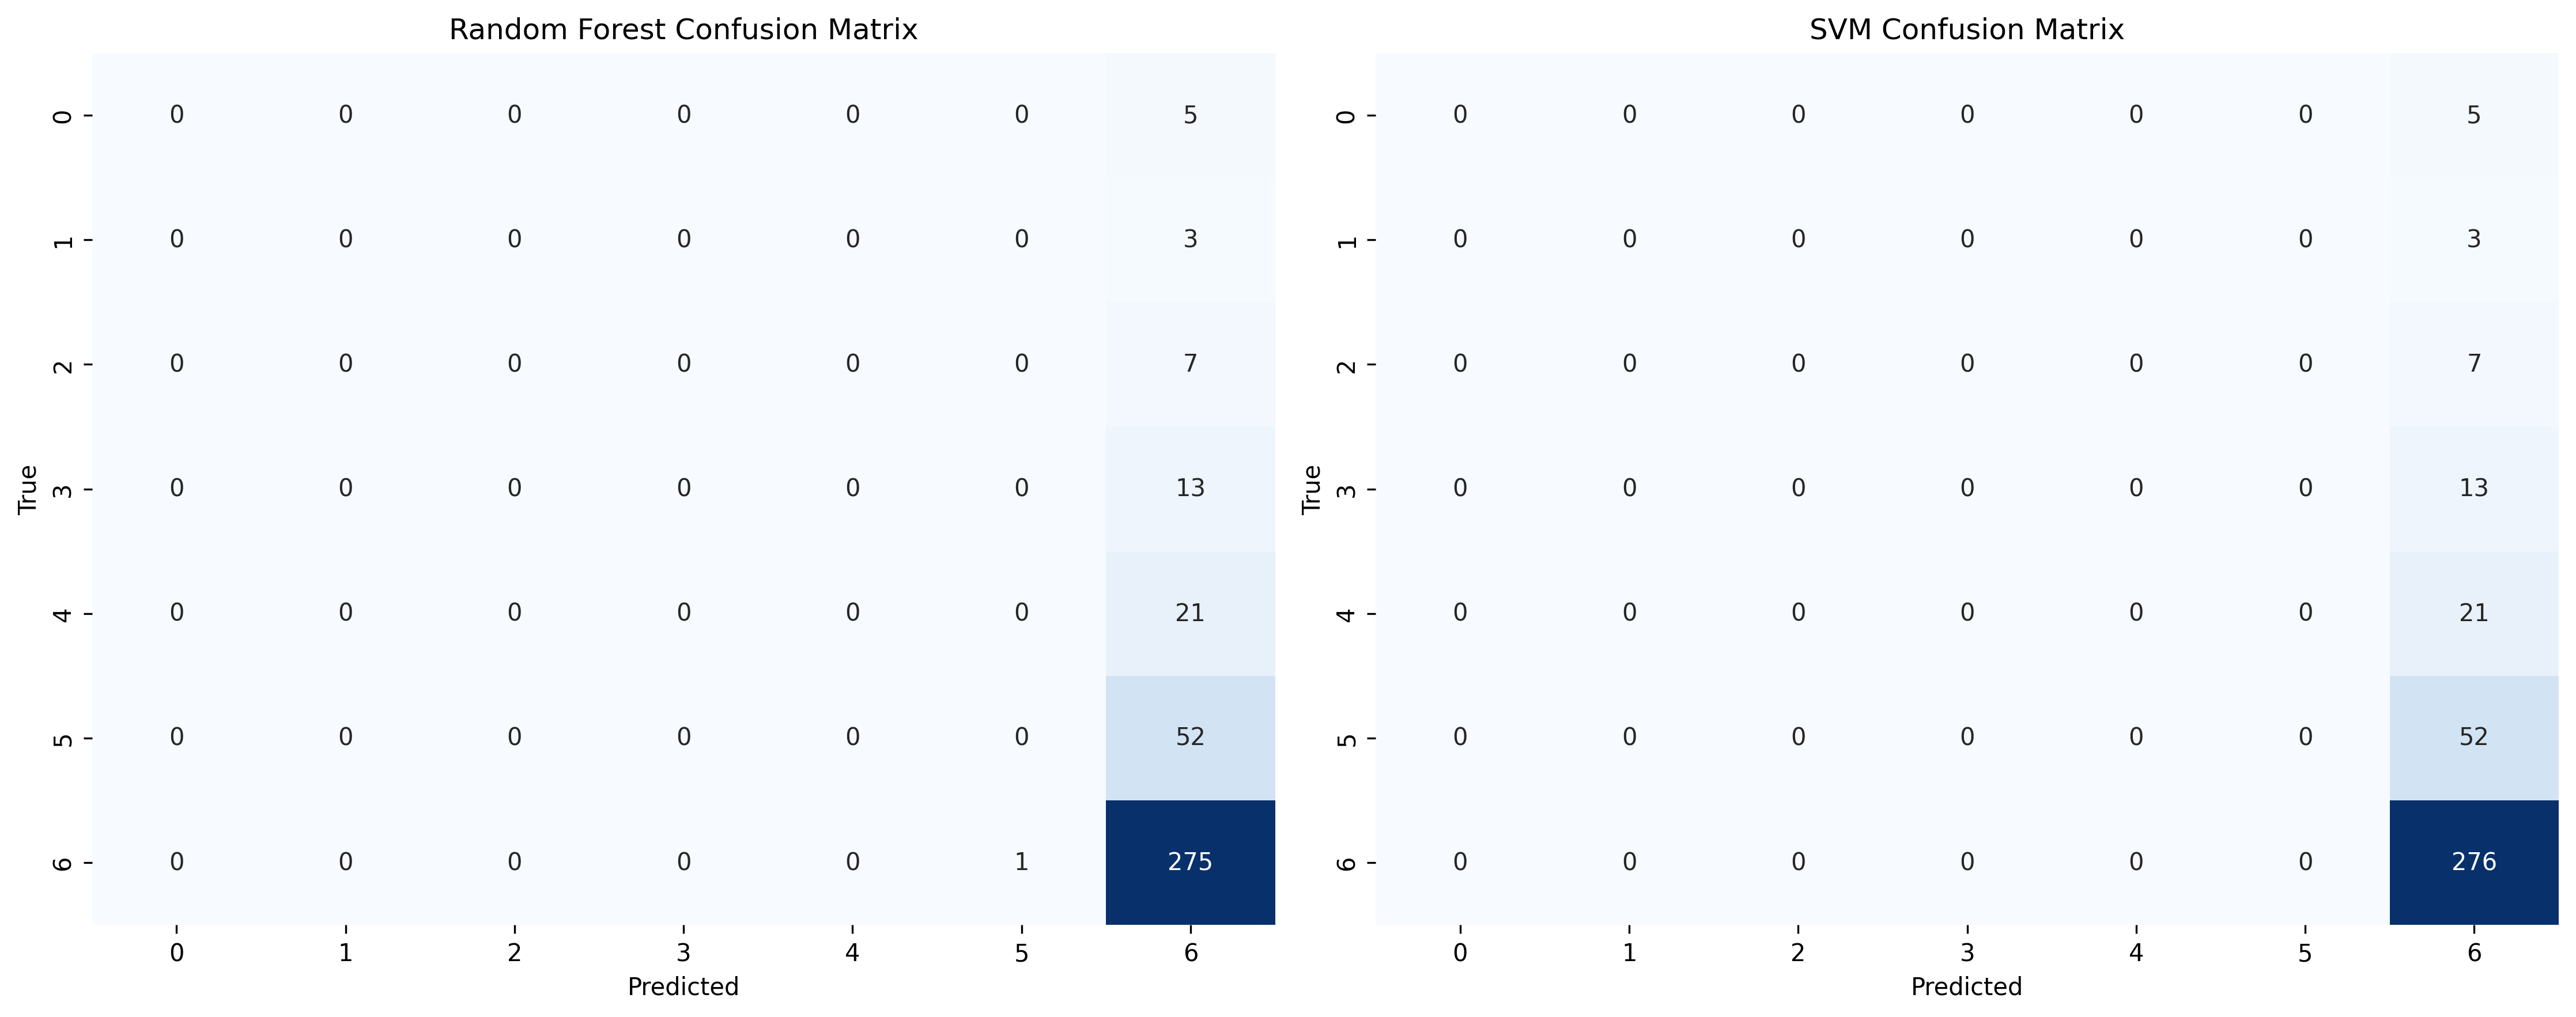 Random Forest Confusion Matrix
0 0 0 0 0 0 0 5
1 0 0 0 0 0 0 3
2 0 0 0 0 0 0 7
3 0 0 0 0 0 0 13
4 0 0 0 0 0 0 21
5 0 0 0 0 0 0 52
6 0 0 0 0 0 1 275
True
0 1 2 3 4 5 6
Predicted
SVM Confusion Matrix
0 0 0 0 0 0 0 5
1 0 0 0 0 0 0 3
2 0 0 0 0 0 0 7
3 0 0 0 0 0 0 13
4 0 0 0 0 0 0 21
5 0 0 0 0 0 0 52
6 0 0 0 0 0 0 276
True
0 1 2 3 4 5 6
Predicted